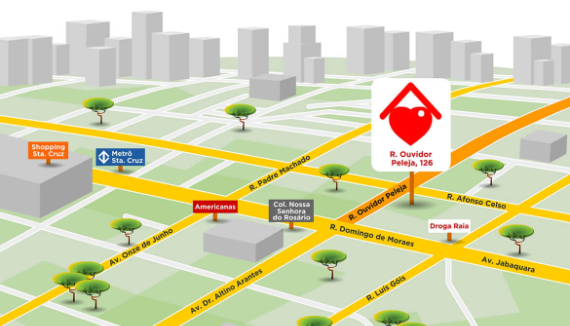 Shopping
Sta. Cruz
Metrô
Sta. Cruz
R. Ouvidor
Peleja, 126
R. Padre Machado
R. Afonso Celso
R. Ouvidor Peleja
Americanas
Col. Nossa
Senhora
do Rosário
Droga Raia
R. Domingo de Moraes
Av. Onze de Junho
Av. Jabaquara
Av. Dr. Altino Arantes
R. Luís Góis